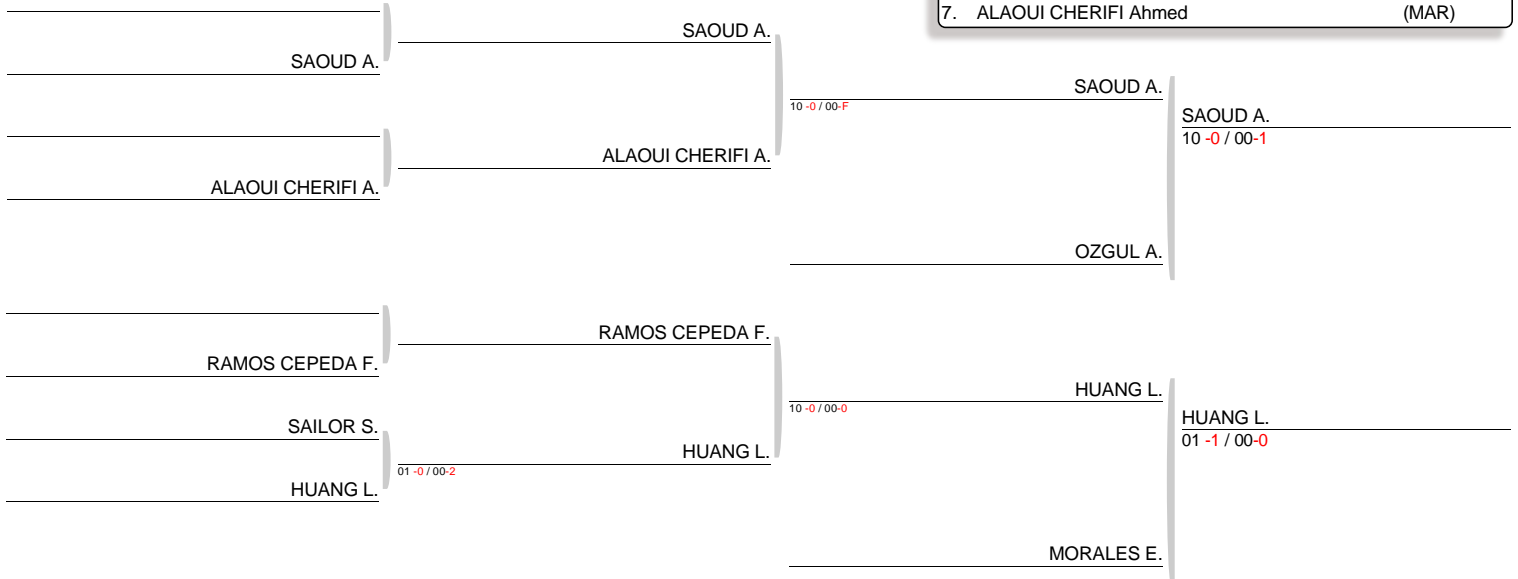 7. ALAOUI CHERIFI Ahmed (MAR)
SAOUD A.
SAOUD A.
SAOUD A.
10 -0 / 00-F
SAOUD A.
10 -0 / 00-1
ALAOUI CHERIFI A.
ALAOUI CHERIFI A.
OZGUL A.
RAMOS CEPEDA F.
RAMOS CEPEDA F.
HUANG L.
10 -0 / 00-0
HUANG L.
01 -1 / 00-0
SAILOR S.
HUANG L.
01 -0 / 00-2
HUANG L.
MORALES E.